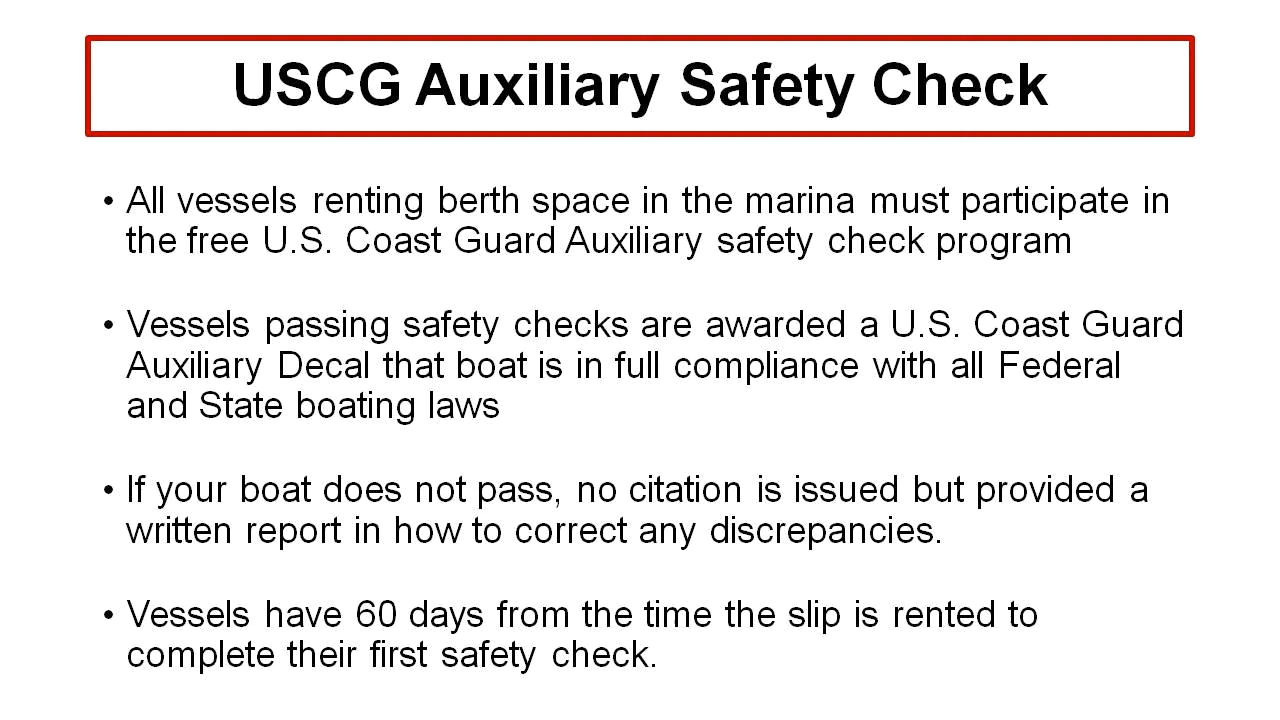 USCG Auxiliary Safety Check
• All vessels renting berth space in the marina must participate in
the free U.S. Coast Guard Auxiliary safety check program
• Vessels passing safety checks are awarded a U.S. Coast Guard
Auxiliary Decal that boat is in full compliance with all Federal
and State boating laws
• If your boat does not pass, no citation is issued but provided a
written report in how to correct any discrepancies.
• Vessels have 60 days from the time the slip is rented to
complete their first safety check.